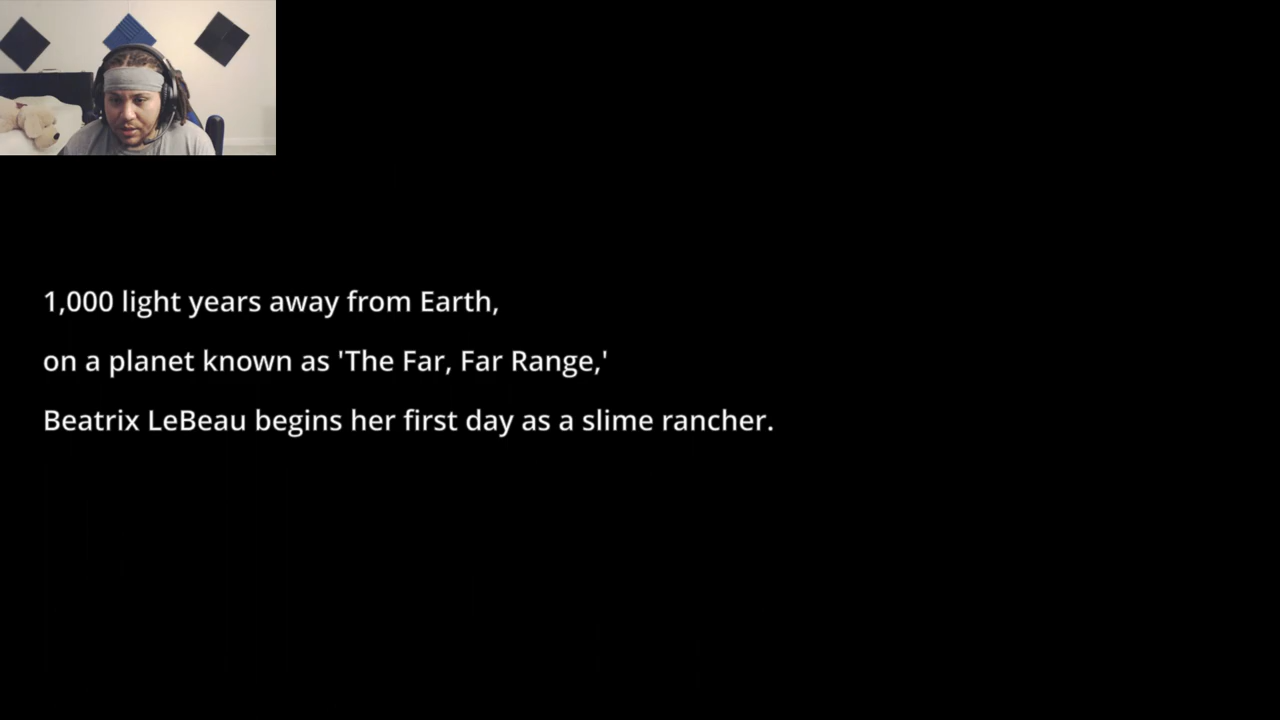 1,000 light years away from Earth,
on a planet known as 'The Far, Far Range,'
Beatrix LeBeau begins her first day as a slime rancher.